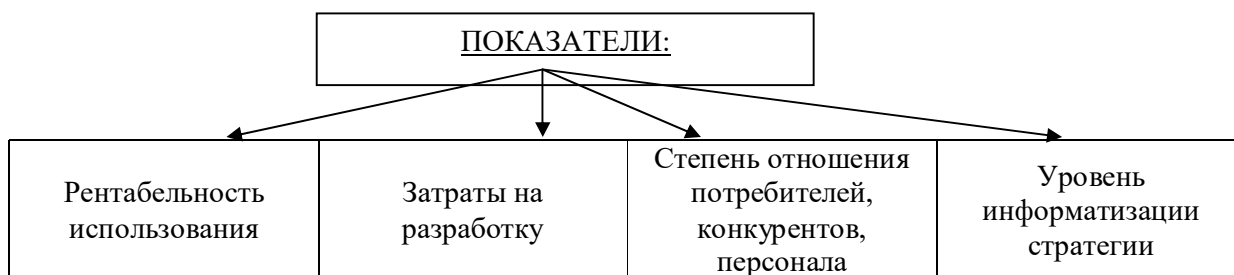 ПОКАЗАТЕЛИ:
Рентабельность
использования
Затраты на
разработку
Степень отношения
потребителей,
конкурентов,
персонала
Уровень
информатизации
стратегии